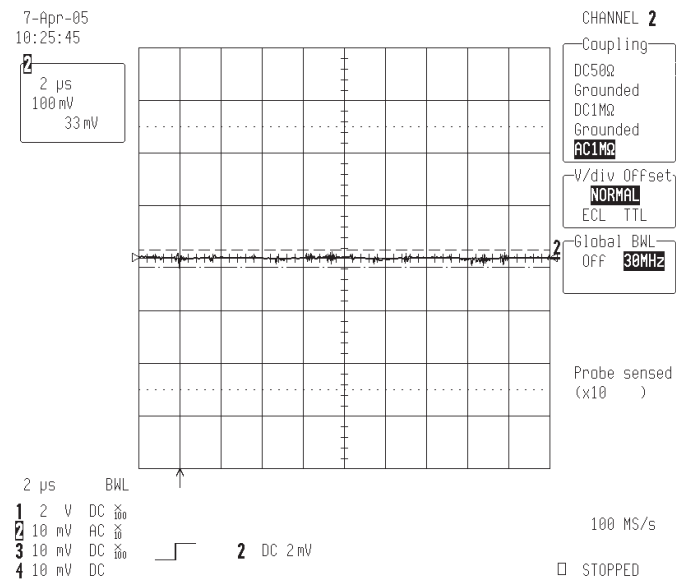 7-Apr-05
10:25:45
2
2 µs
100 mV
33 mV
CHANNEL 2
Coupling
DC50Ω
Grounded
DC1MΩ
Grounded
AC1MΩ
V/div Offset
NORMAL
ECL TTL
2
Global BWL
Off 30MHz
Probe sensed
(x10 )
2 µs BWL
1 2 V DC × 100
2 10 mV AC × 10
3 10 mV DC × 100
4 10 mV DC
2 DC 2 mV
100 MS/s
STOPPED